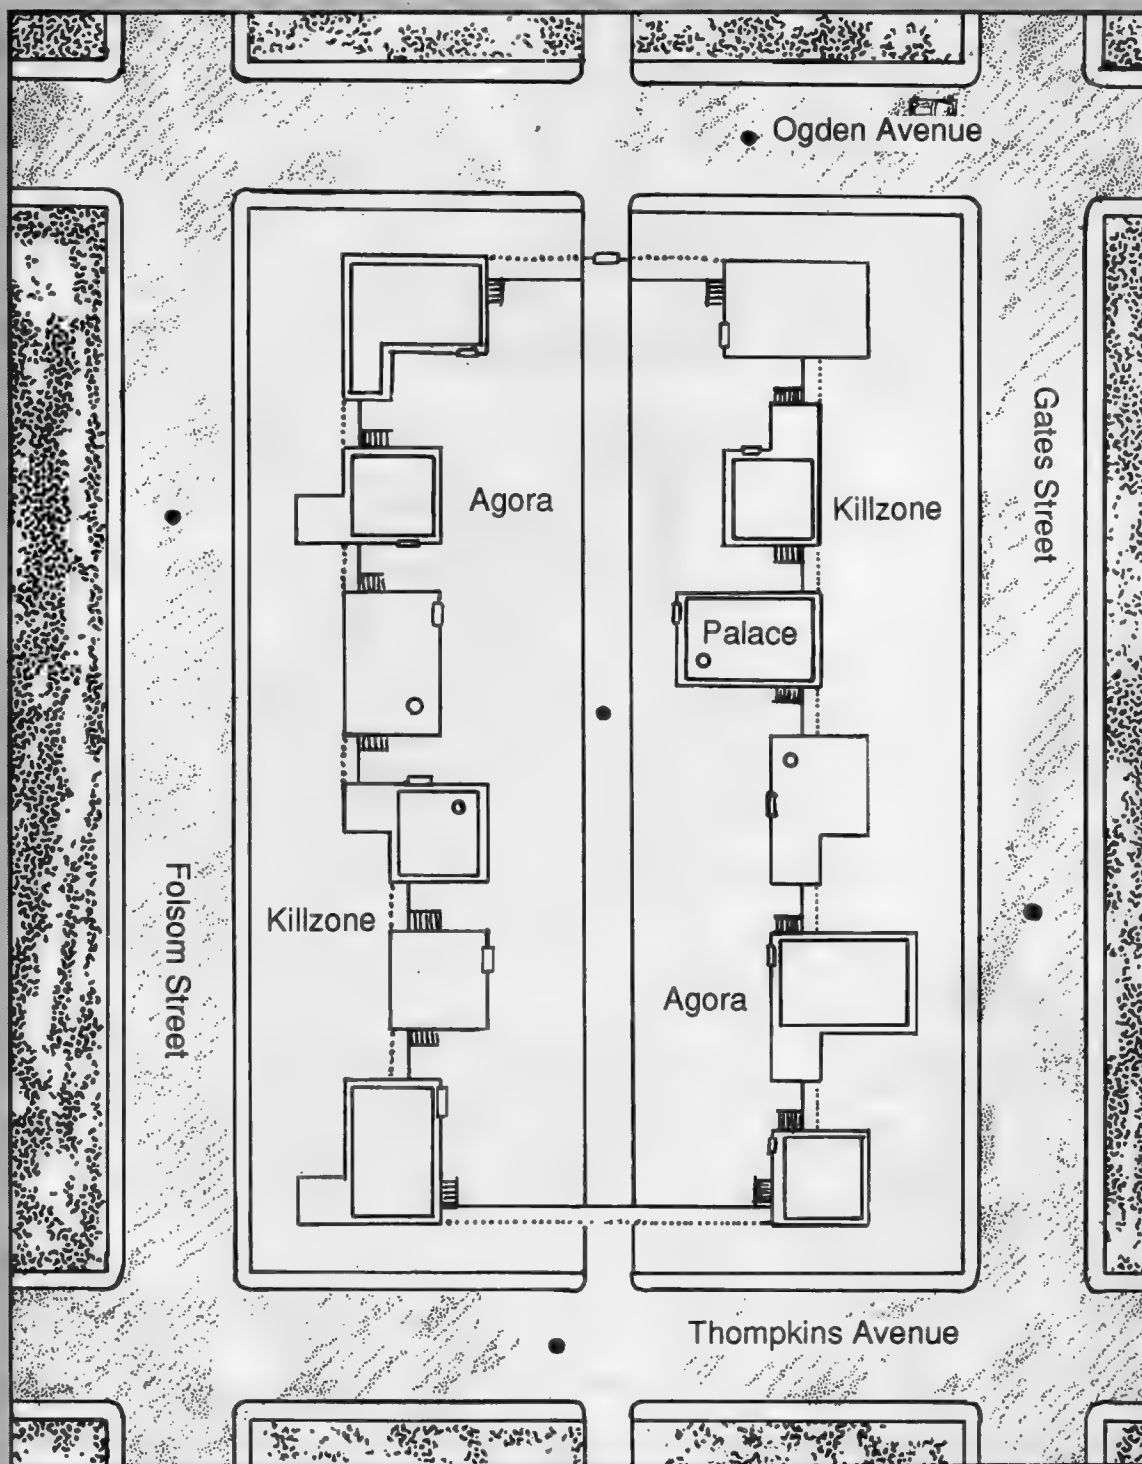 Ogden Avenue
Gates Street
Agora
Killzone
Palace
Folsom Street
Killzone
Agora
Thompkins Avenue